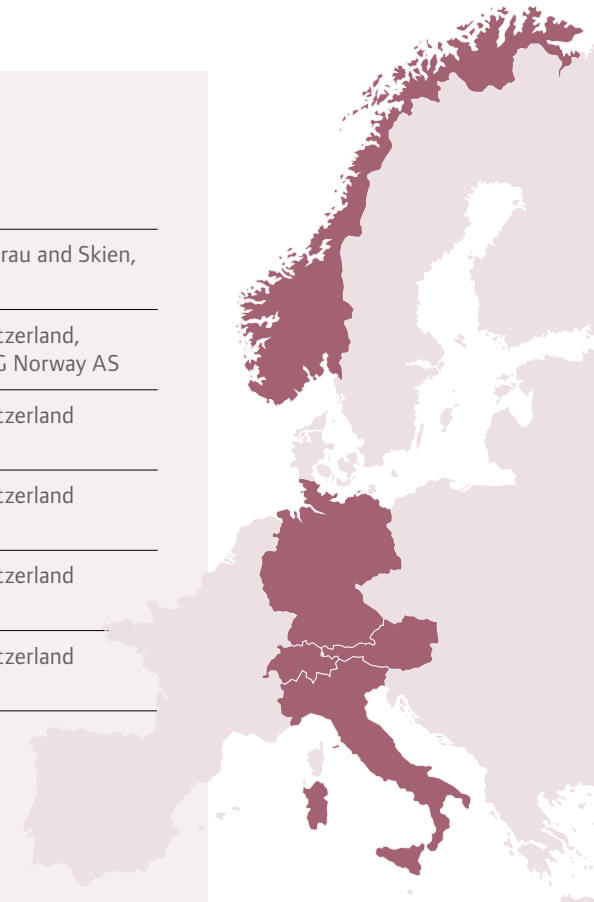 rau and Skien,
tzerland,
G Norway AS
tzerland
tzerland
tzerland
tzerland